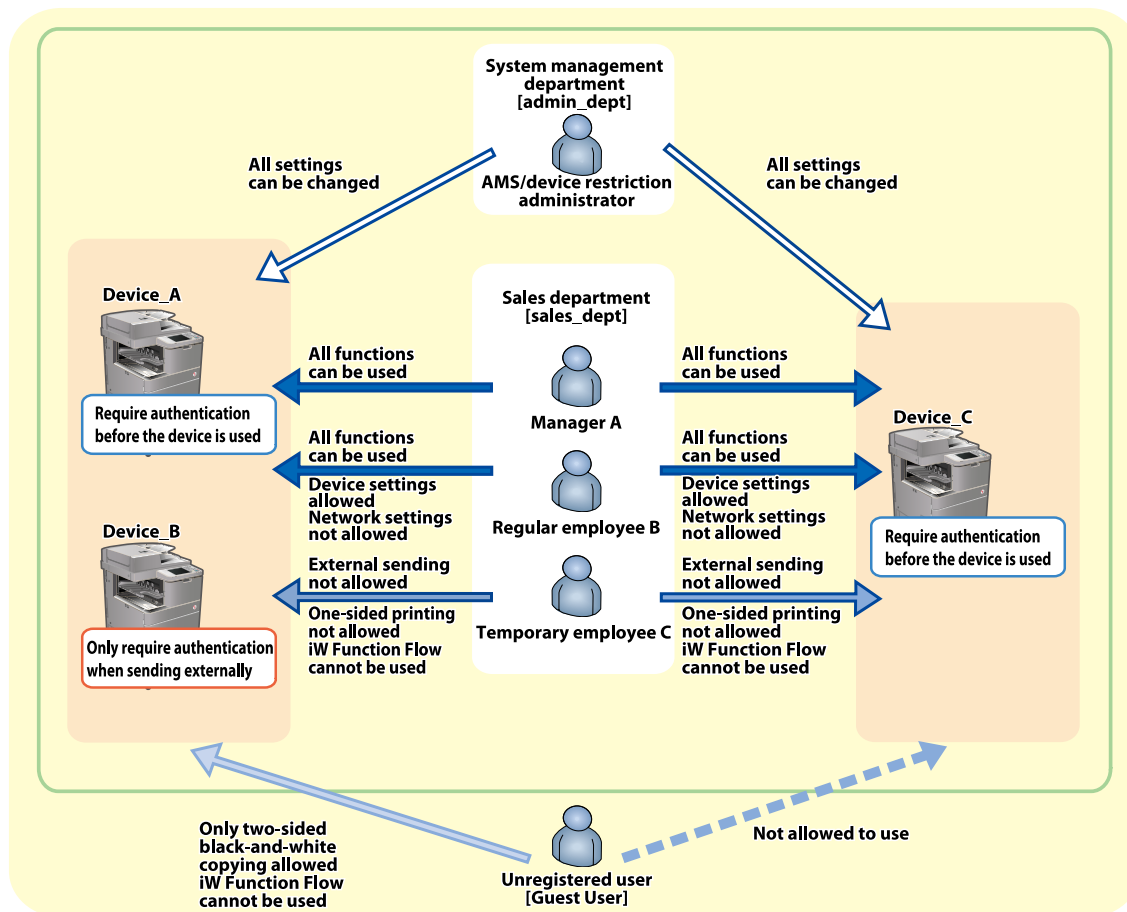 System management
department
[admin_dept]
AMS/device restriction
administrator
All settings
can be changed
All settings
can be changed
Device_A
Require authentication
before the device is used
Device_B
Only require authentication
when sending externally
Sales department
[sales_dept]
Manager A
Regular employee B
Temporary employee C
All functions
can be used
All functions
can be used
Device settings
allowed
Network settings
not allowed
External sending
not allowed
One-sided printing
not allowed
iW Function Flow
cannot be used
All functions
can be used
All functions
can be used
Device settings
allowed
Network settings
not allowed
External sending
not allowed
One-sided printing
not allowed
iW Function Flow
cannot be used
Device_C
Require authentication
before the device is used
Only two-sided
black-and-white
copying allowed
iW Function Flow
cannot be used
Unregistered user
[Guest User]
Not allowed to use